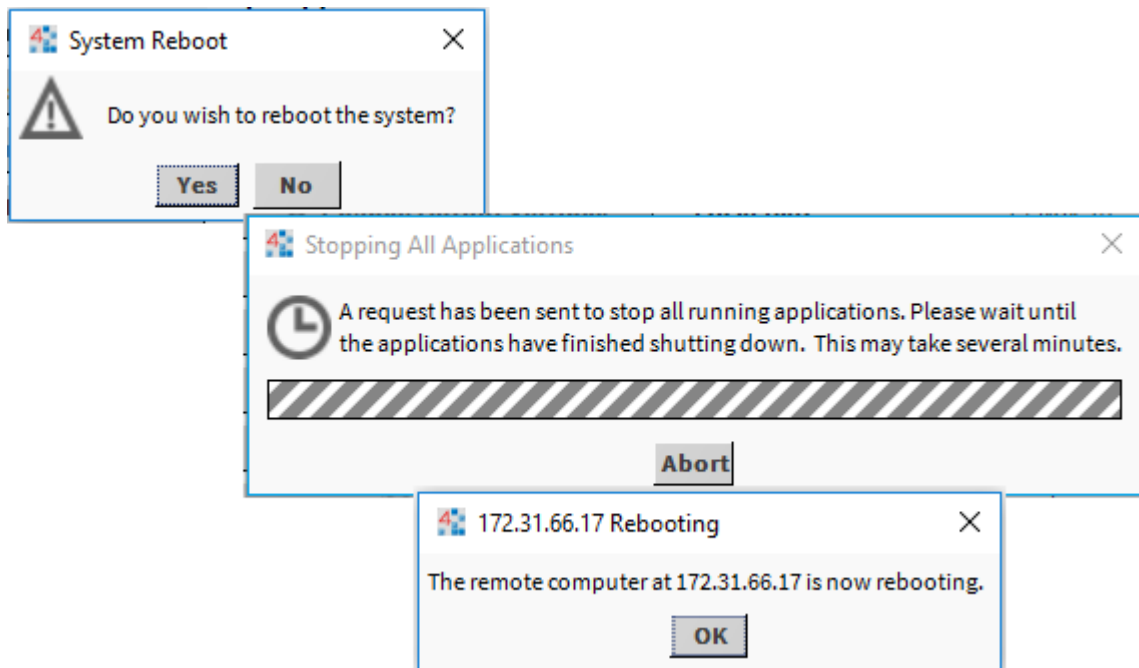 System Reboot
Do you wish to reboot the system?
Yes No
Stopping All Applications
A request has been sent to stop all running applications. Please wait until
the applications have finished shutting down. This may take several minutes.
Abort
172.31.66.17 Rebooting
The remote computer at 172.31.66.17 is now rebooting.
OK